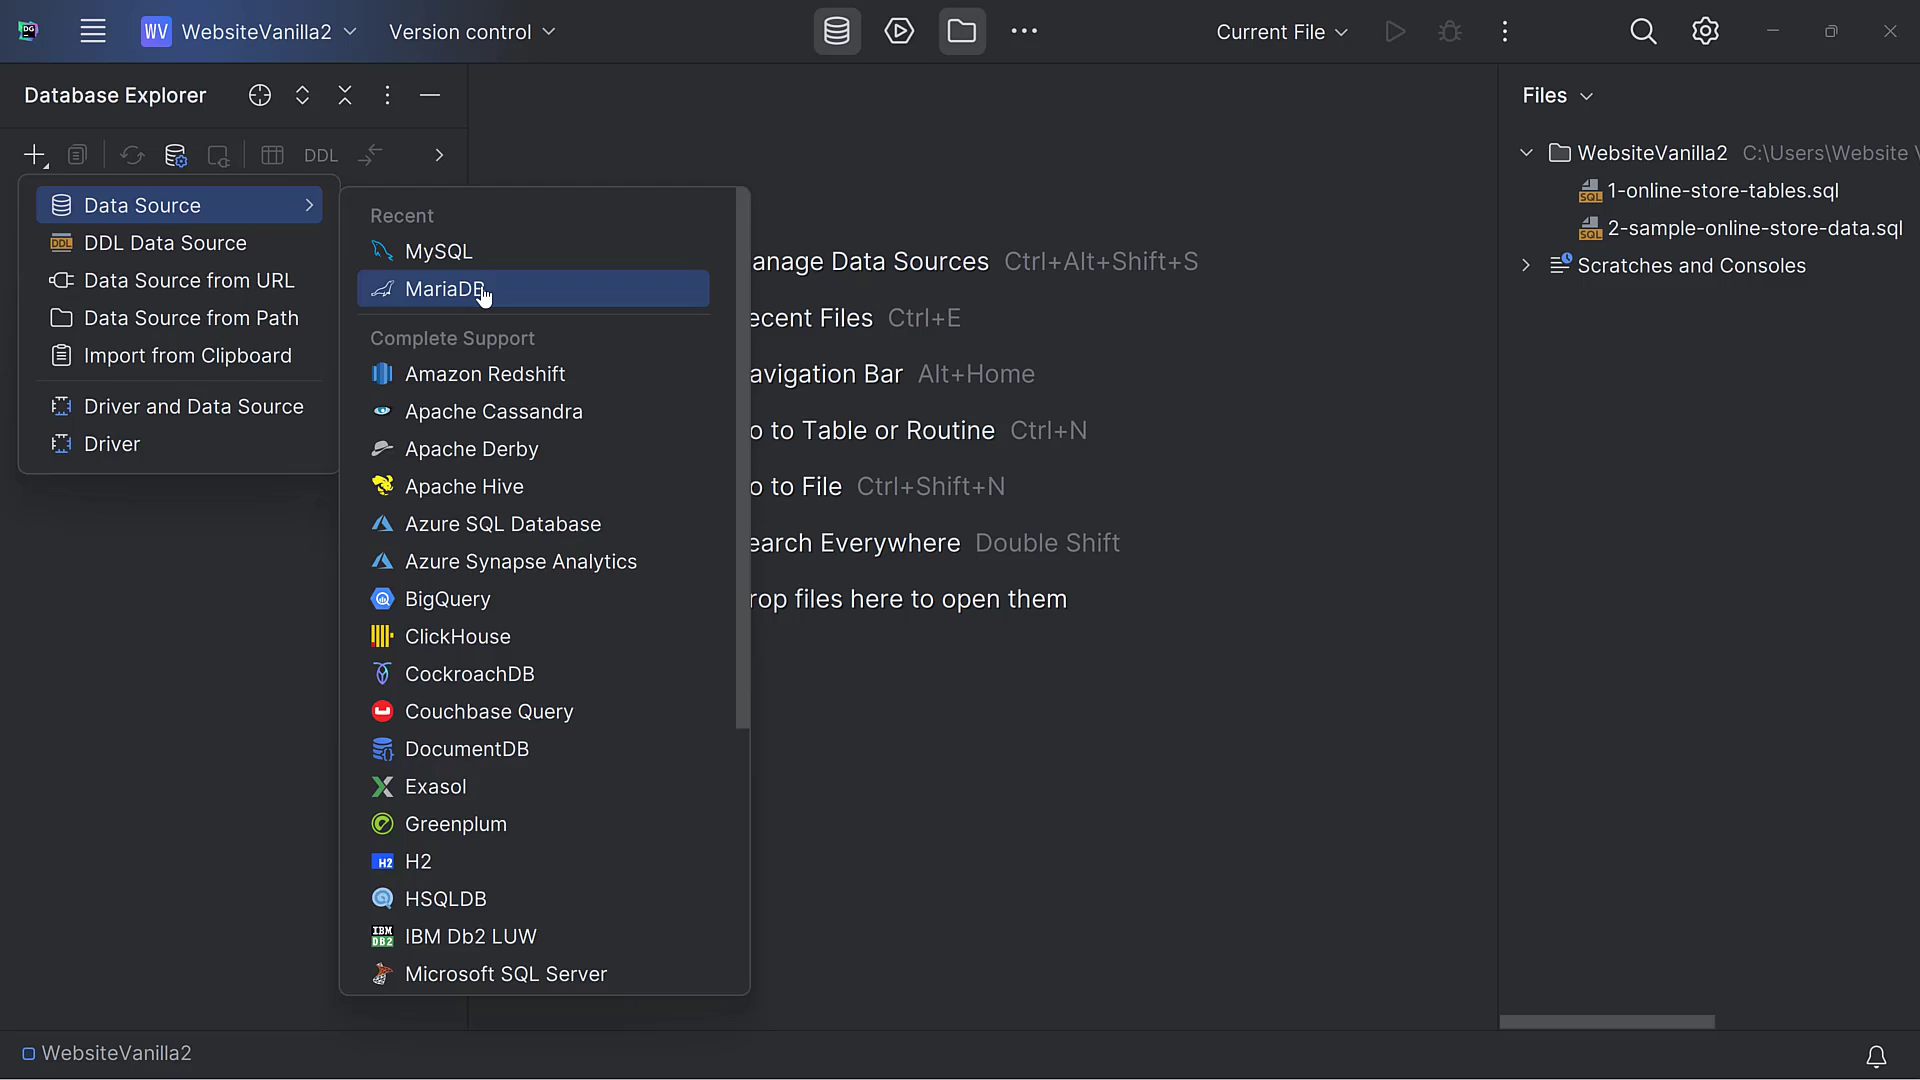 DG
WV WebsiteVanilla2
Version control
Current File
Database Explorer
DDL
Files
Data Source
DDL Data Source
Data Source from URL
Data Source from Path
Import from Clipboard
Driver and Data Source
Driver
Recent
MySQL
MariaDB
Complete Support
Amazon Redshift
Apache Cassandra
Apache Derby
Apache Hive
Azure SQL Database
Azure Synapse Analytics
BigQuery
ClickHouse
CockroachDB
Couchbase Query
DocumentDB
Exasol
Greenplum
H2 H2
HSQLDB
IBM DB2 IBM Db2 LUW
Microsoft SQL Server
anage Data Sources Ctrl+Alt+Shift+S
ecent Files Ctrl+E
avigation Bar Alt+Home
o to Table or Routine Ctrl+N
o to File Ctrl+Shift+N
earch Everywhere Double Shift
rop files here to open them
WebsiteVanilla2 C:\Users\Website V
SQL 1-online-store-tables.sql
SQL 2-sample-online-store-data.sql
Scratches and Consoles
WebsiteVanilla2